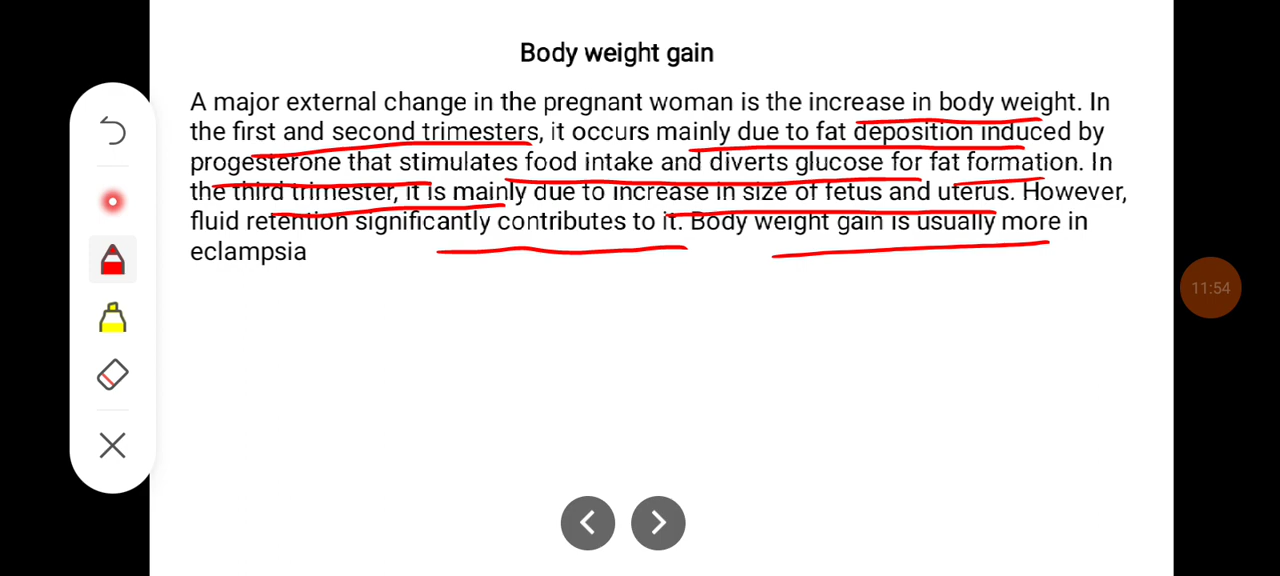 Body weight gain
A major external change in the pregnant woman is the increase in body weight. In
the first and second trimesters, it occurs mainly due to fat deposition induced by
progesterone that stimulates food intake and diverts glucose for fat formation. In
the third trimester, it is mainly due to increase in size of fetus and uterus. However,
fluid retention significantly contributes to it. Body weight gain is usually more in
eclampsia
11:54